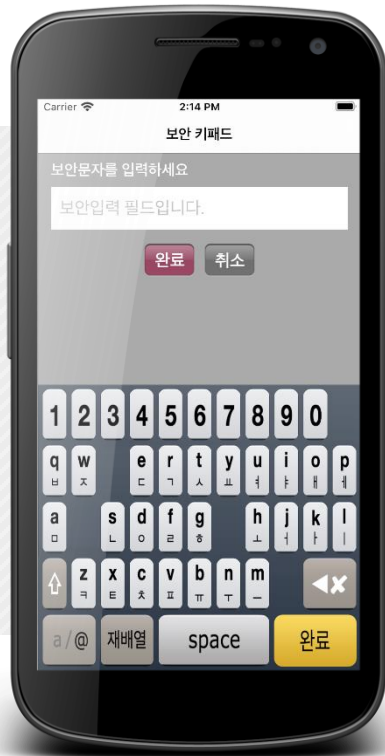 Carrier 2:14 PM
보안 키패드
보안문자를 입력하세요
보안입력 필드입니다.
완료 취소
1 2 3 4 5 6 7 8 9 0
q w e r t y u i o p
ㅂ ㅈ ㄷ ㄱ ㅅ ㅛ ㅕ ㅑ ㅐ ㅔ
a s d f g h j k l
ㅁ ㄴ ㅇ ㄹ ㅎ ㅗ ㅓ ㅏ ㅣ
z x c v b n m
ㅋ ㅌ ㅊ ㅍ ㅠ ㅜ ㅡ
a/@ 재배열 space 완료